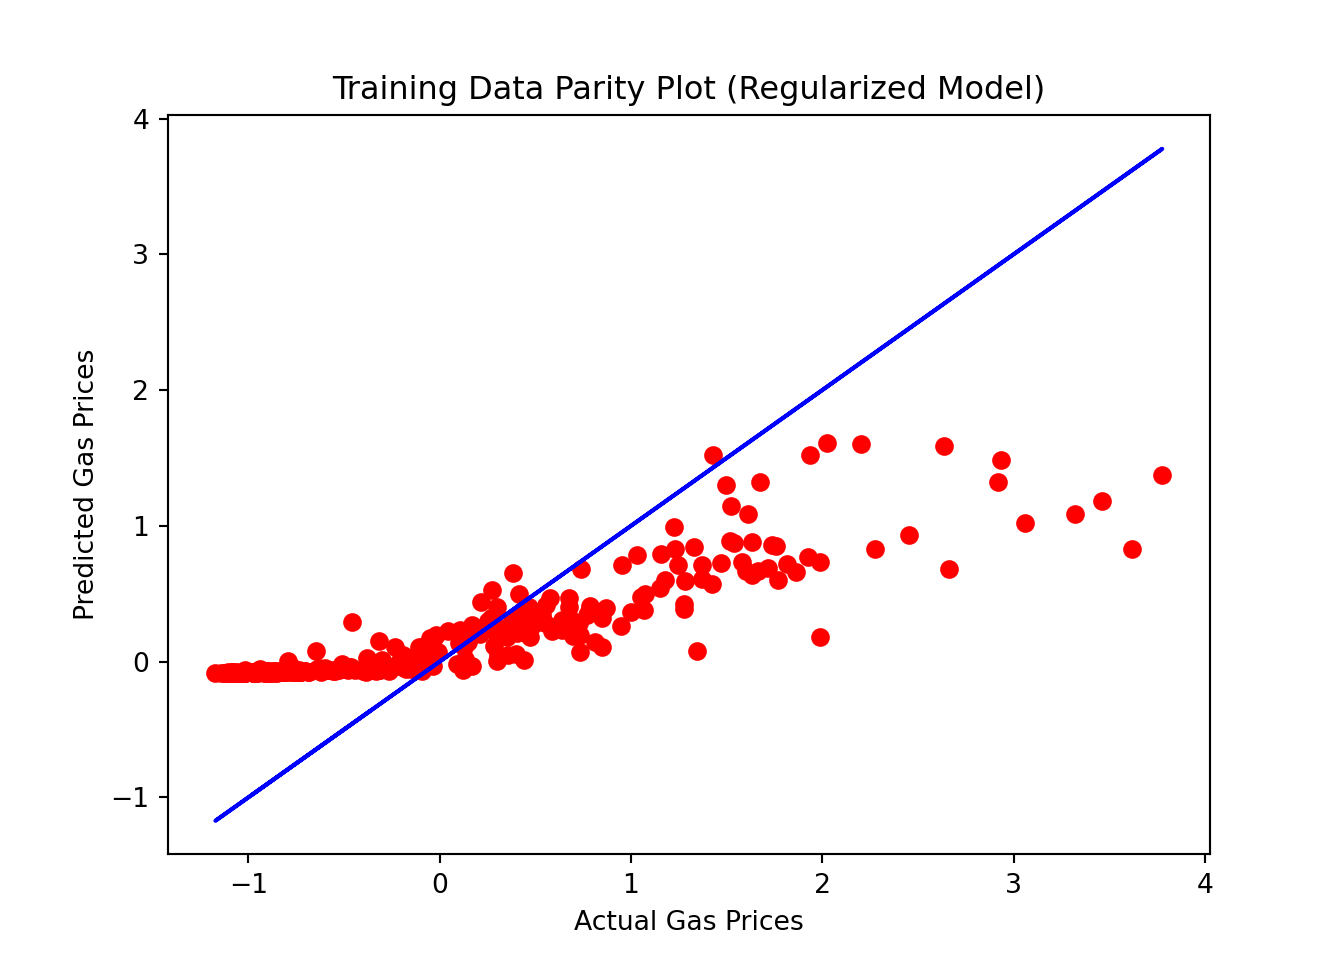 Training Data Parity Plot (Regularized Model)
4
3
2
1
0
−1
Predicted Gas Prices
−1 0 1 2 3 4
Actual Gas Prices